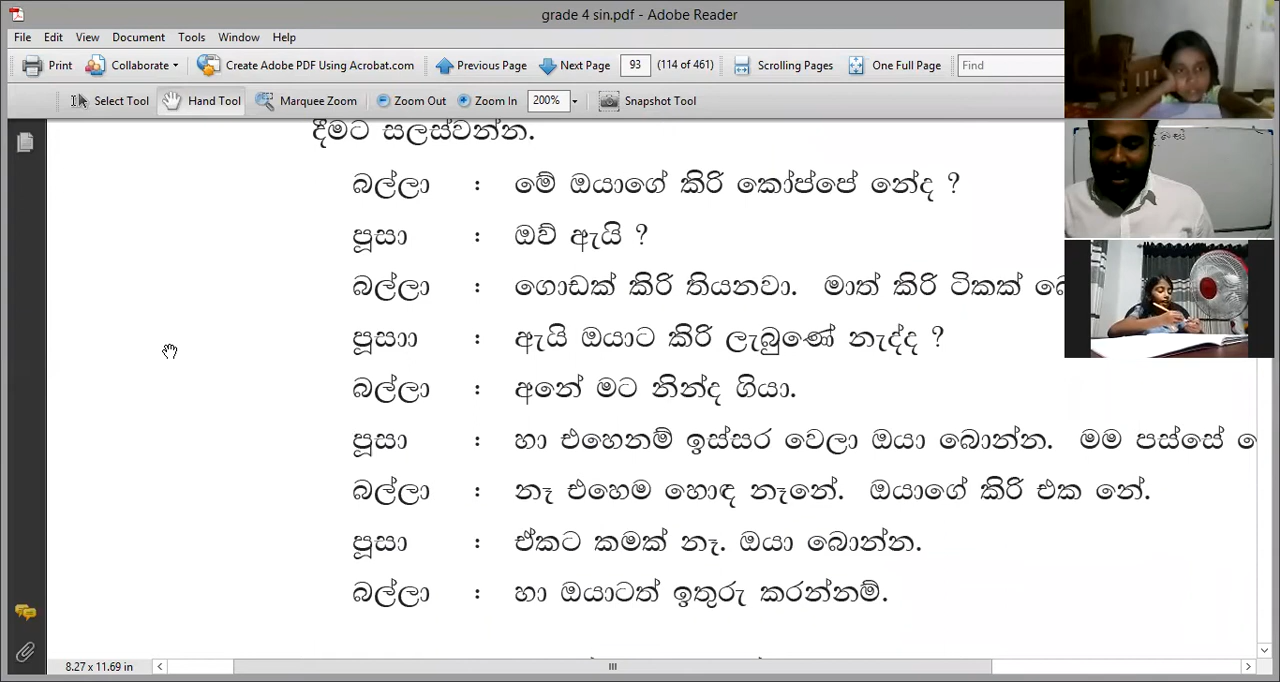 grade 4 sin.pdf - Adobe Reader
File Edit View Document Tools Window Help
Print Collaborate Create Adobe PDF Using Acrobat.com Previous Page Next Page 93 (114 of 461) Scrolling Pages One Full Page Find
Select Tool Hand Tool Marquee Zoom Zoom Out Zoom In 200% Snapshot Tool
දීමට සලස්වන්න.
බල්ලා : මේ ඔයාගේ කිරි කෝප්පේ නේද ?
පූසා : ඔව් ඇයි ?
බල්ලා : ගොඩක් කිරි තියනවා. මාත් කිරි ටිකක්
පූසාා : ඇයි ඔයාට කිරි ලැබුණේ නැද්ද ?
බල්ලා : අනේ මට නින්ද ගියා.
පූසා : හා එහෙනම් ඉස්සර වෙලා ඔයා බොන්න. මම පස්සේ
බල්ලා : නෑ එහෙම හොඳ නෑනේ. ඔයාගේ කිරි එක නේ.
පූසා : ඒකට කමක් නෑ. ඔයා බොන්න.
බල්ලා : හා ඔයාටත් ඉතුරු කරන්නම්.
8.27 x 11.69 in